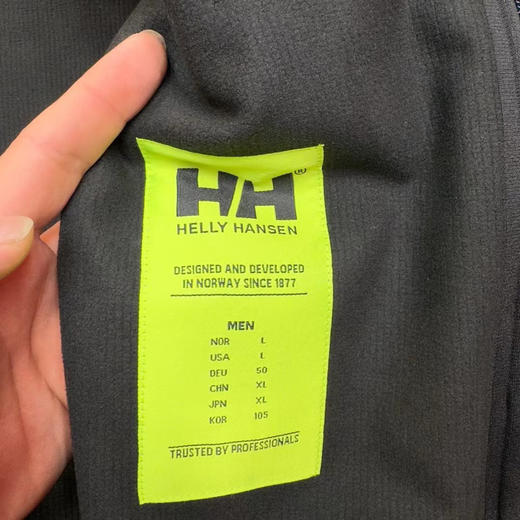 HH®
HELLY HANSEN
DESIGNED AND DEVELOPED
IN NORWAY SINCE 1877
MEN
NOR L
USA L
DEU 50
CHN XL
JPN XL
KOR 105
TRUSTED BY PROFESSIONALS